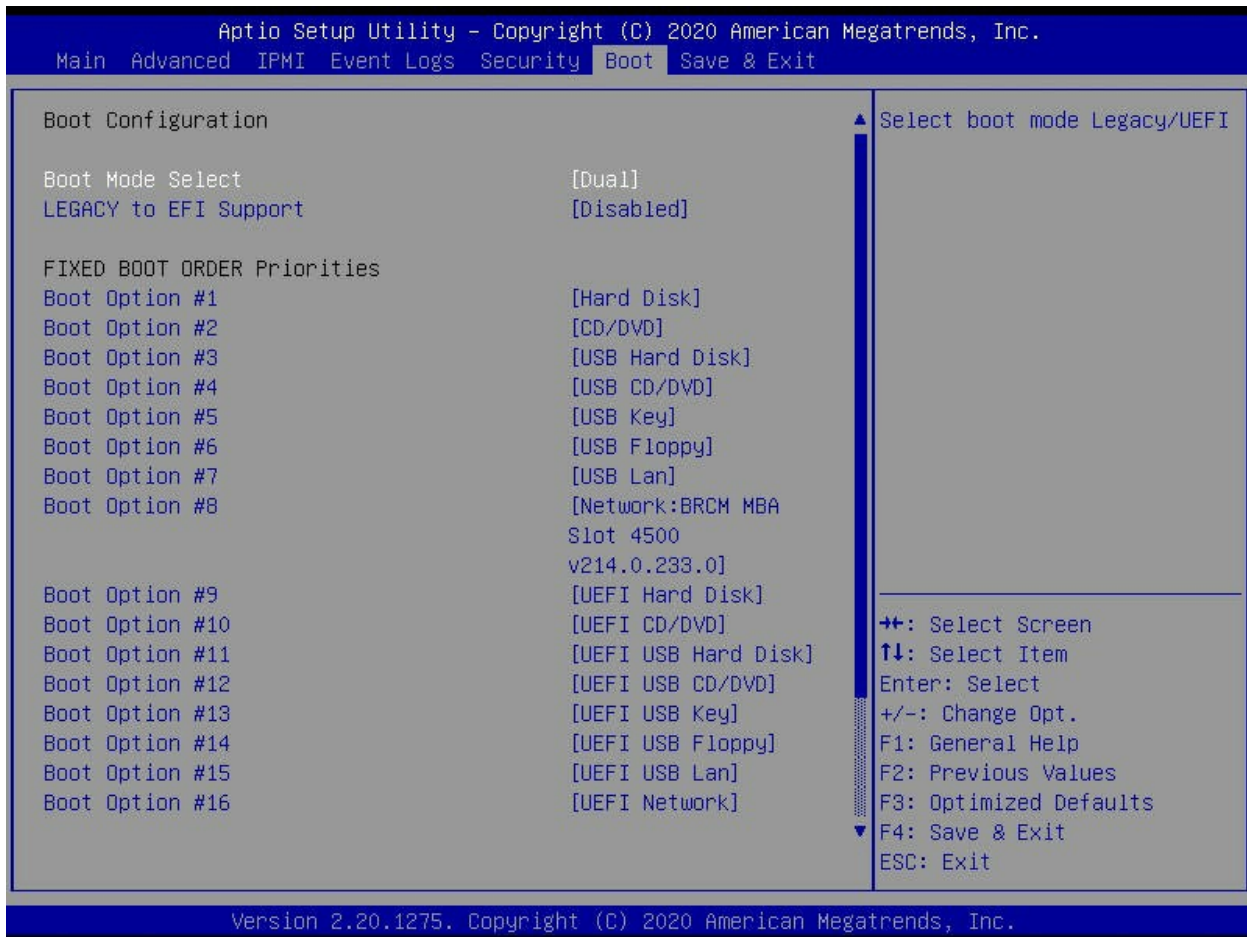 Aptio Setup Utility – Copyright (C) 2020 American Megatrends, Inc.
Main Advanced IPMI Event Logs Security Boot Save & Exit
Boot Configuration
Select boot mode Legacy/UEFI
Boot Mode Select [Dual]
LEGACY to EFI Support [Disabled]
FIXED BOOT ORDER Priorities
Boot Option #1 [Hard Disk]
Boot Option #2 [CD/DVD]
Boot Option #3 [USB Hard Disk]
Boot Option #4 [USB CD/DVD]
Boot Option #5 [USB Key]
Boot Option #6 [USB Floppy]
Boot Option #7 [USB Lan]
Boot Option #8 [Network:BRCM MBA
Slot 4500
v214.0.233.0]
Boot Option #9 [UEFI Hard Disk]
Boot Option #10 [UEFI CD/DVD]
Boot Option #11 [UEFI USB Hard Disk]
Boot Option #12 [UEFI USB CD/DVD]
Boot Option #13 [UEFI USB Key]
Boot Option #14 [UEFI USB Floppy]
Boot Option #15 [UEFI USB Lan]
Boot Option #16 [UEFI Network]
→←: Select Screen
↑↓: Select Item
Enter: Select
+/-: Change Opt.
F1: General Help
F2: Previous Values
F3: Optimized Defaults
F4: Save & Exit
ESC: Exit
Version 2.20.1275. Copyright (C) 2020 American Megatrends, Inc.